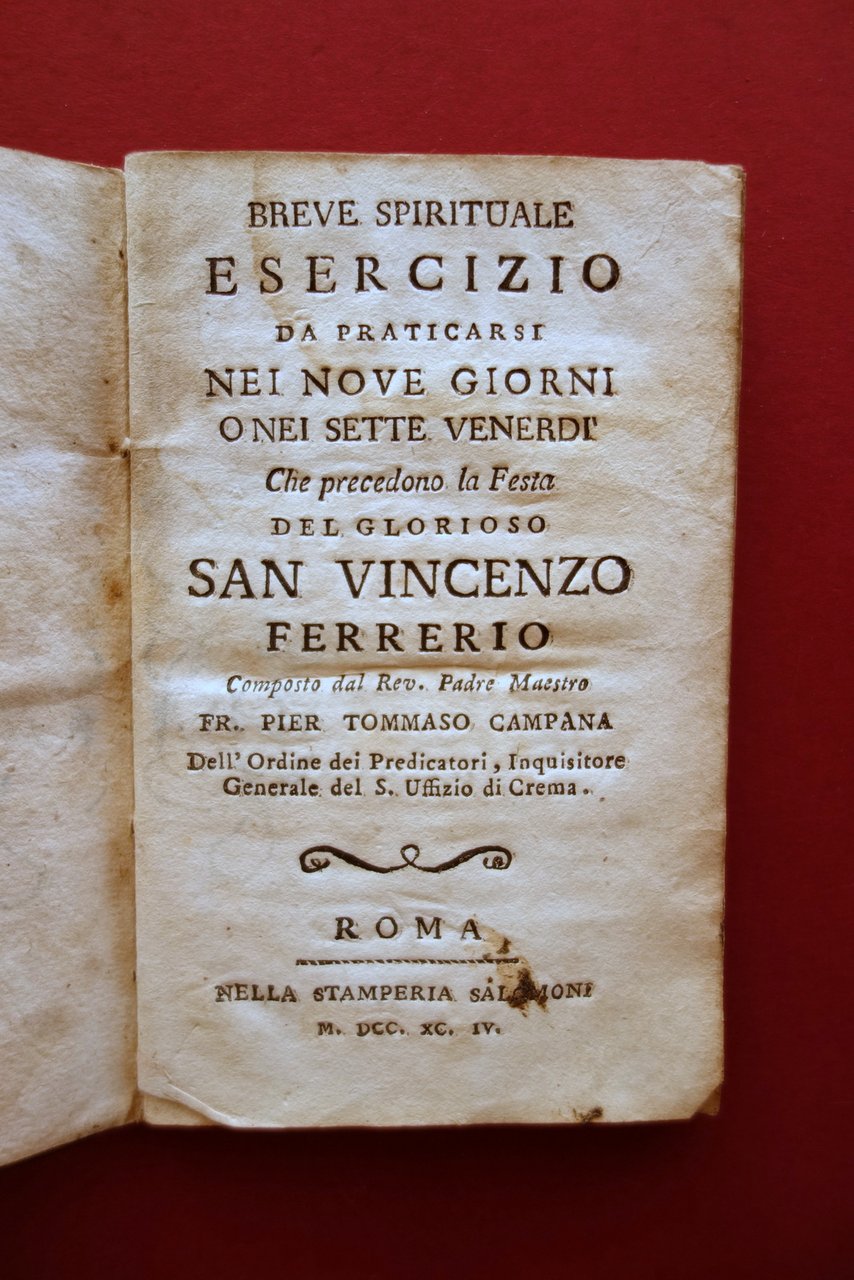 BREVE SPIRITUALE
ESERCIZIO
DA PRATICARSI
NEI NOVE GIORNI
O NEI SETTE VENERDI'
Che precedono la Festa
DEL GLORIOSO
SAN VINCENZO
FERRERIO
Composto dal Rev. Padre Maestro
FR. PIER TOMMASO CAMPANA
Dell' Ordine dei Predicatori, Inquisitore
Generale del S. Uffizio di Crema.
ROMA
NELLA STAMPERIA SALOMONI
M. DCC. XC. IV.